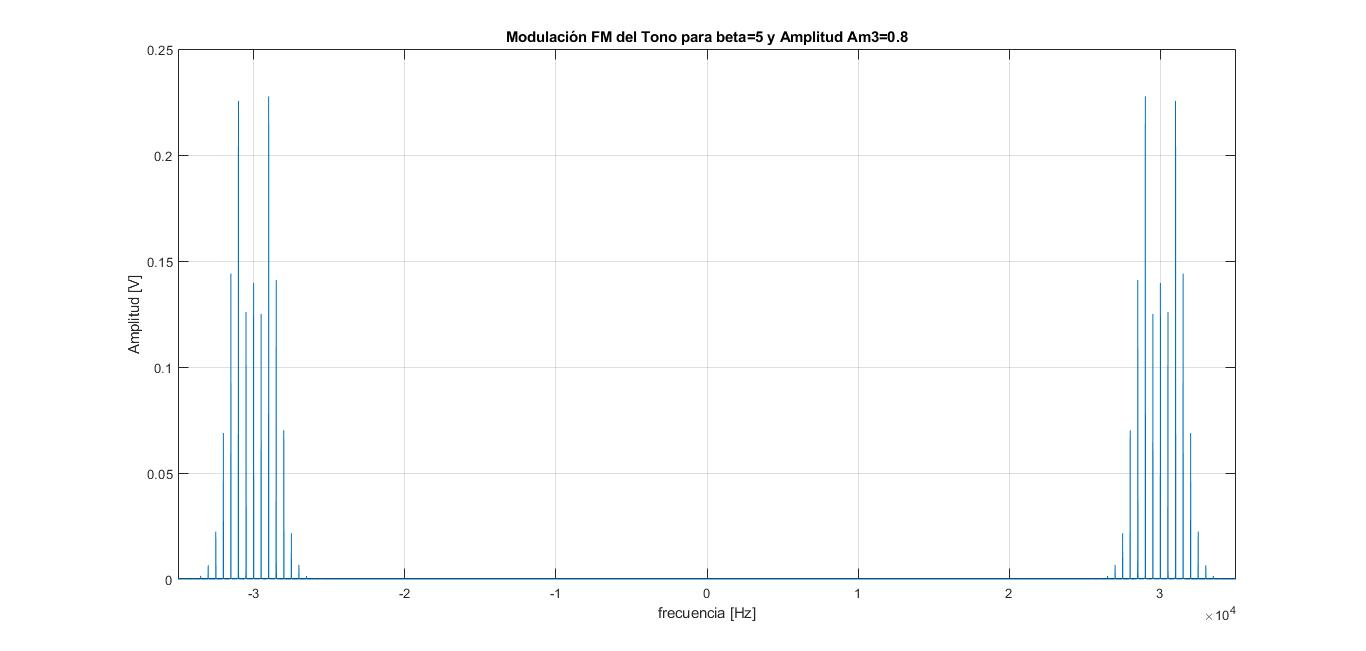 Modulación FM del Tono para beta=5 y Amplitud Am3=0.8
0.25
0.2
0.15
0.1
0.05
0
Amplitud [V]
-3 -2 -1 0 1 2 3
frecuencia [Hz]
×10^4